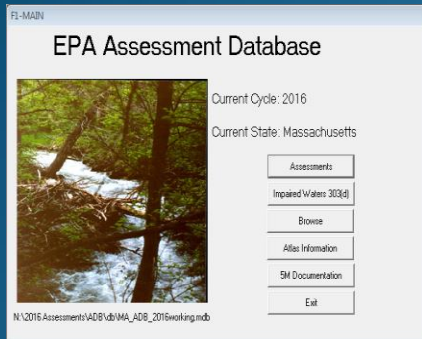 F1-MAIN
EPA Assessment Database
Current Cycle: 2016
Current State: Massachusetts
Assessments
Impaired Waters 303(d)
Browse
Atlas Information
5M Documentation
Exit
N:\2016 Assessments\ADB\db\MA_ADB_2016working.mdb